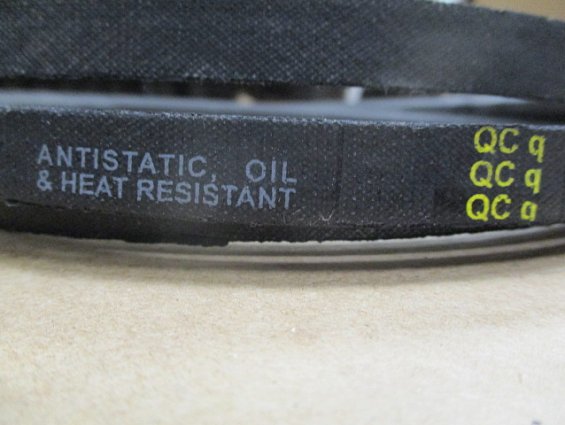 ANTISTATIC, OIL
& HEAT RESISTANT
QC q
QC q
QC q